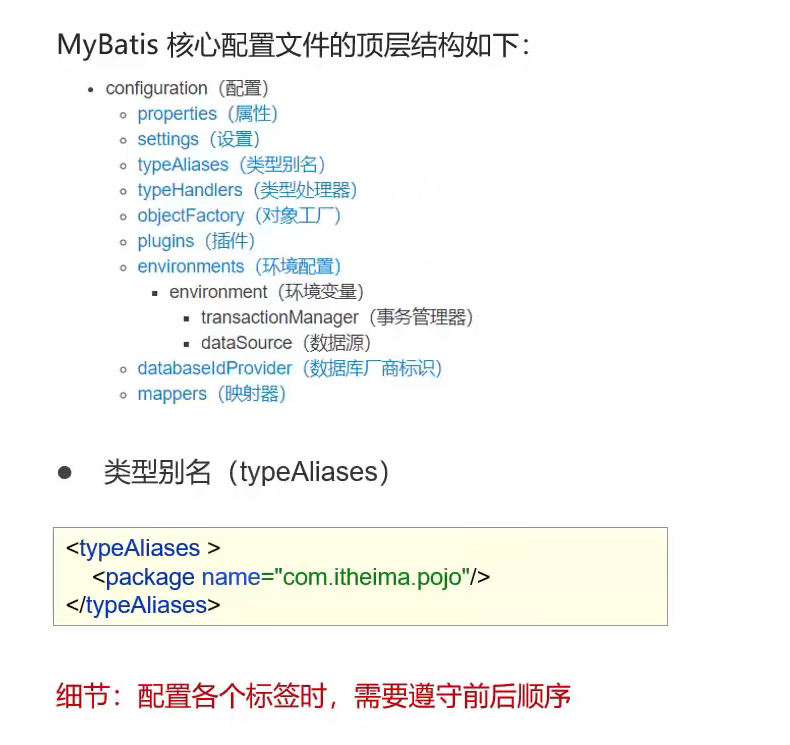 MyBatis 核心配置文件的顶层结构如下：
• configuration（配置）
◦ properties（属性）
◦ settings（设置）
◦ typeAliases（类型别名）
◦ typeHandlers（类型处理器）
◦ objectFactory（对象工厂）
◦ plugins（插件）
◦ environments（环境配置）
▪ environment（环境变量）
▪ transactionManager（事务管理器）
▪ dataSource（数据源）
◦ databaseIdProvider（数据库厂商标识）
◦ mappers（映射器）
● 类型别名（typeAliases）
<typeAliases >
<package name="com.itheima.pojo"/>
</typeAliases>
细节：配置各个标签时，需要遵守前后顺序